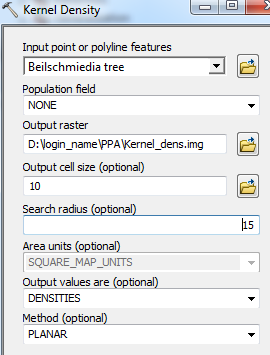 Kernel Density
Input point or polyline features
Beilschmiedia tree
Population field
NONE
Output raster
D:\login_name\PPA\Kernel_dens.img
Output cell size (optional)
10
Search radius (optional)
15
Area units (optional)
SQUARE_MAP_UNITS
Output values are (optional)
DENSITIES
Method (optional)
PLANAR